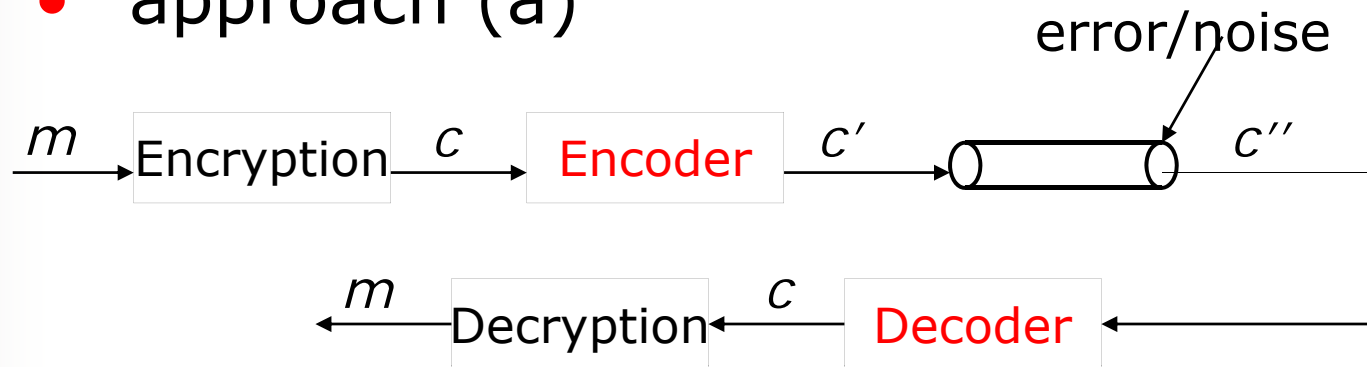 • approach (a)
error/noise
m Encryption c Encoder c′ c′′
m Decryption c Decoder